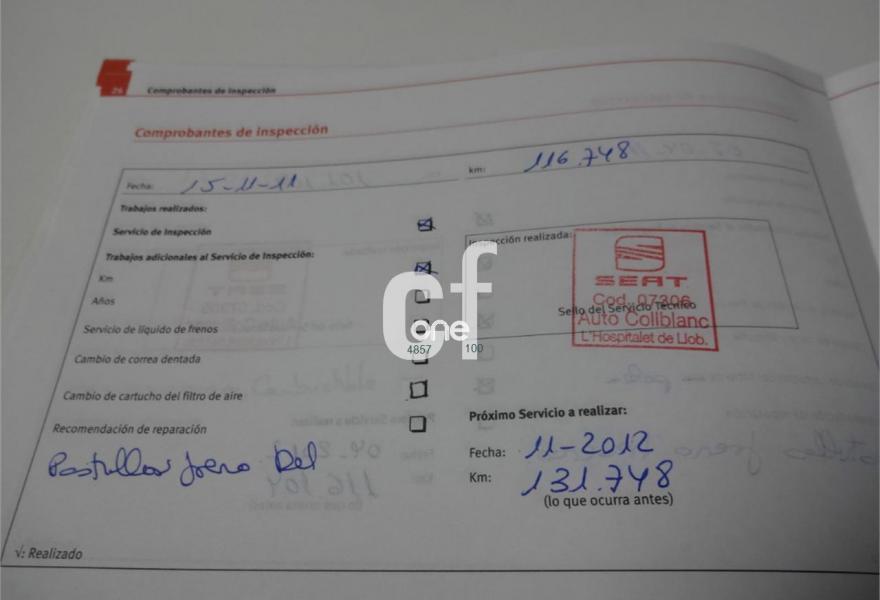 26 Comprobantes de inspección
Comprobantes de inspección
Fecha: 15-11-11 km: 116.748
Trabajos realizados:
Servicio de Inspección
Inspección realizada:
Trabajos adicionales al Servicio de Inspección:
Km
Años
Servicio de líquido de frenos
Cambio de correa dentada
Cambio de cartucho del filtro de aire
Recomendación de reparación
Pastillas freno Del
SEAT
Cod. 07306
Sello del Servicio Técnico
Auto Collblanc
L'Hospitalet de Llob.
cf one
4857 100
Próximo Servicio a realizar:
Fecha: 11-2012
Km: 131.748
(lo que ocurra antes)
√: Realizado